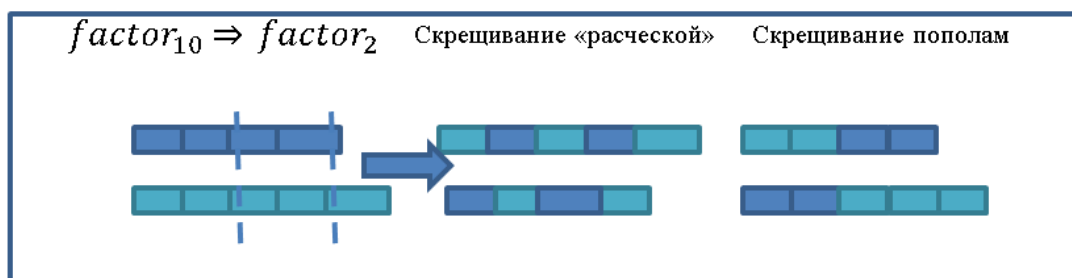 factor₁₀ ⇒ factor₂
Скрещивание «расческой»
Скрещивание пополам